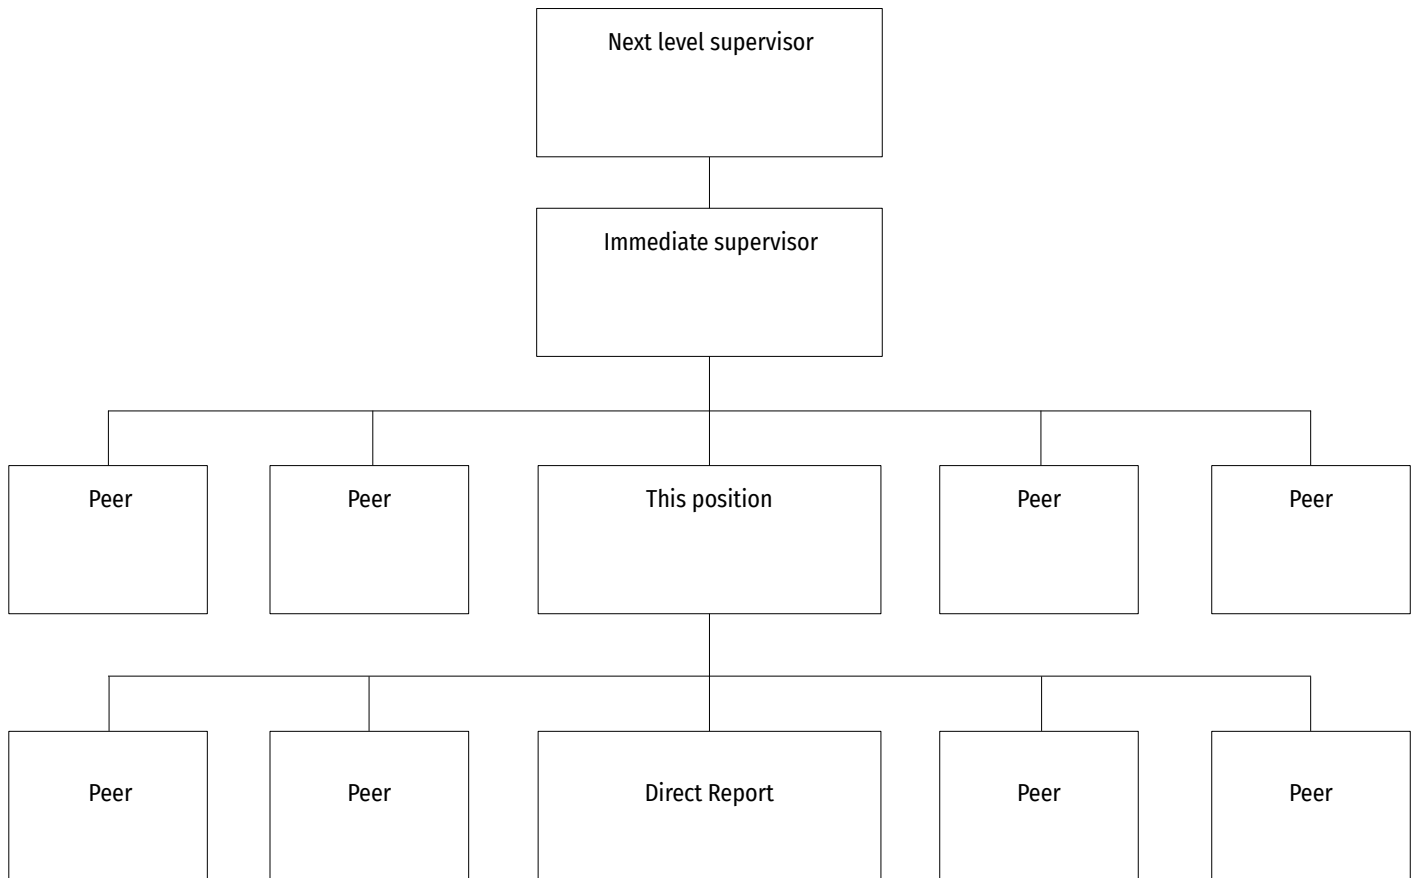 Next level supervisor
Immediate supervisor
Peer
Peer
This position
Peer
Peer
Peer
Peer
Direct Report
Peer
Peer